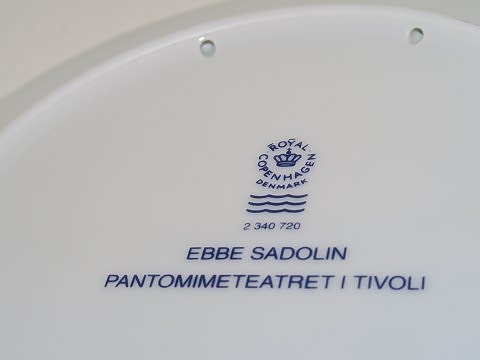 ROYAL
COPENHAGEN
DENMARK
2 340 720
EBBE SADOLIN
PANTOMIMETEATRET I TIVOLI